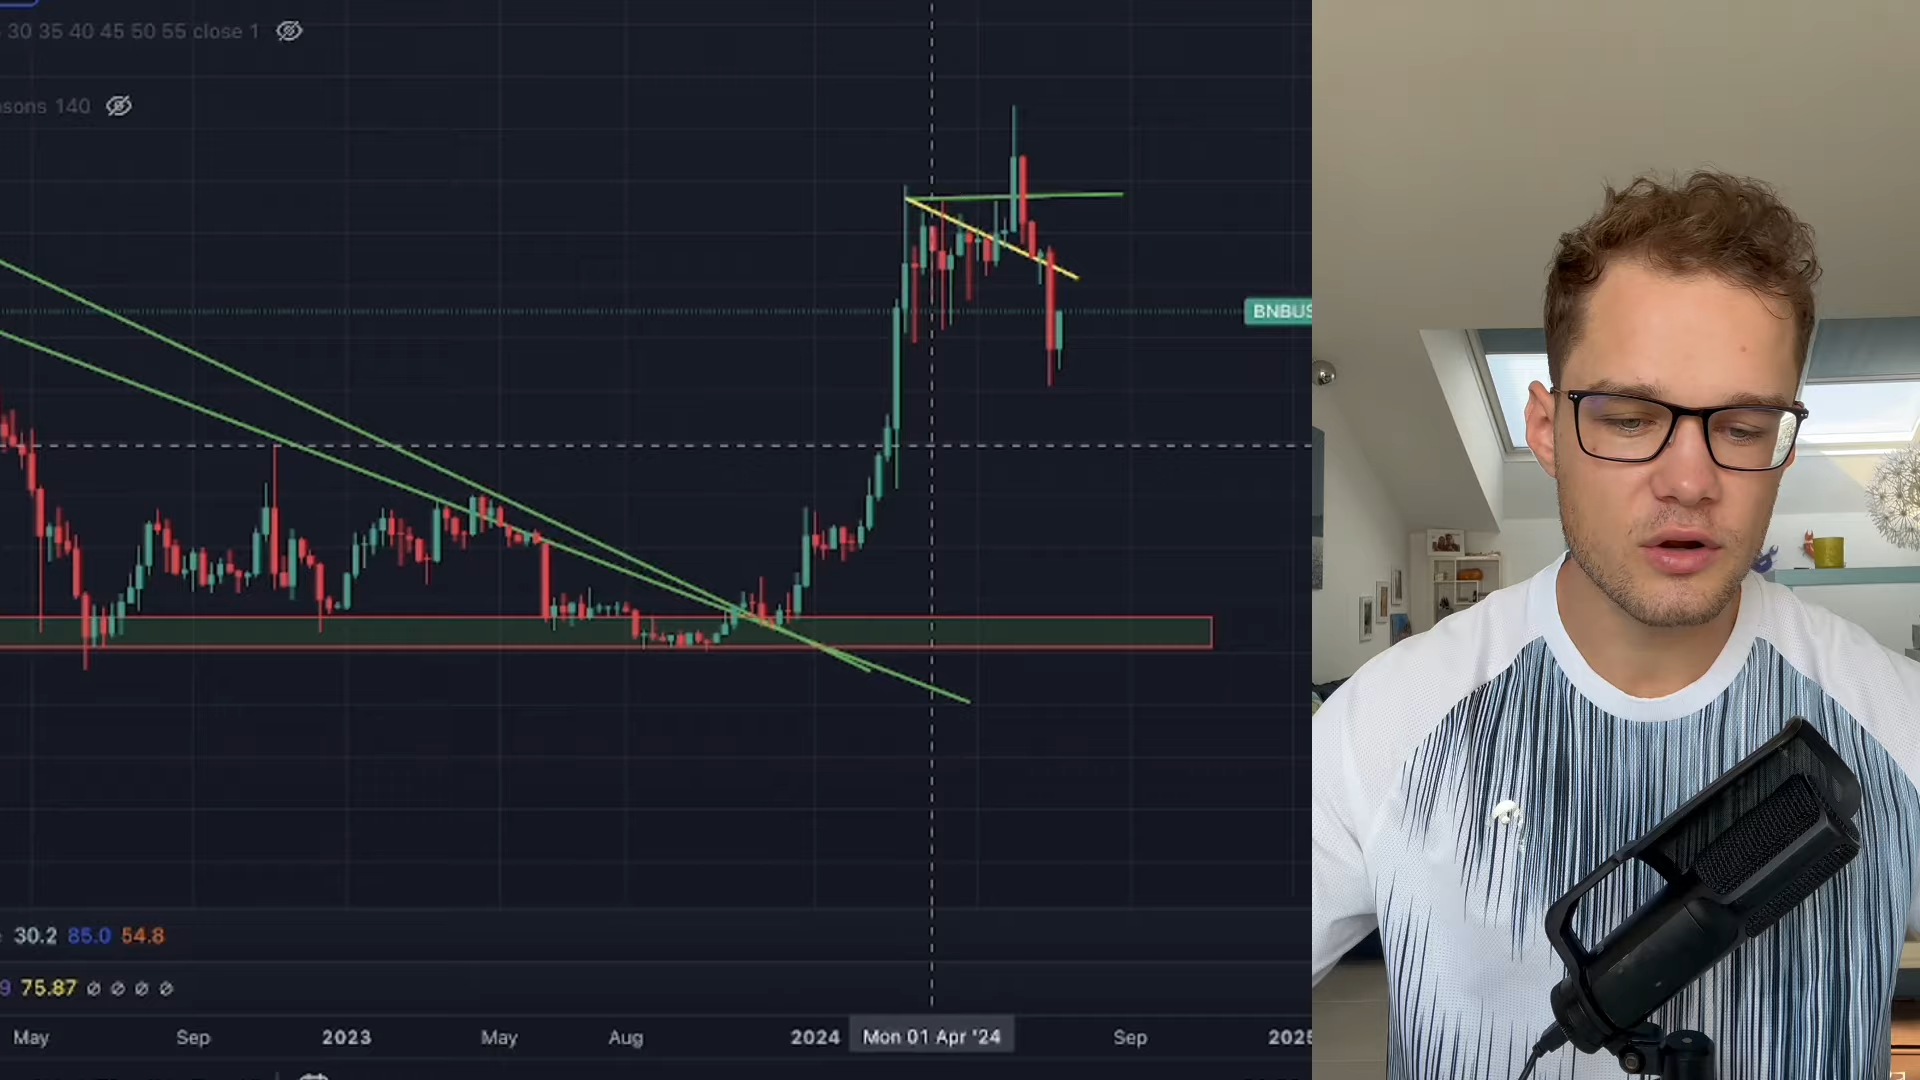 30 35 40 45 50 55 close 1
140
BNBUS
30.2 85.0 54.8
9 75.87 ∅ ∅ ∅ ∅
May Sep 2023 May Aug 2024 Mon 01 Apr '24 Sep 2025